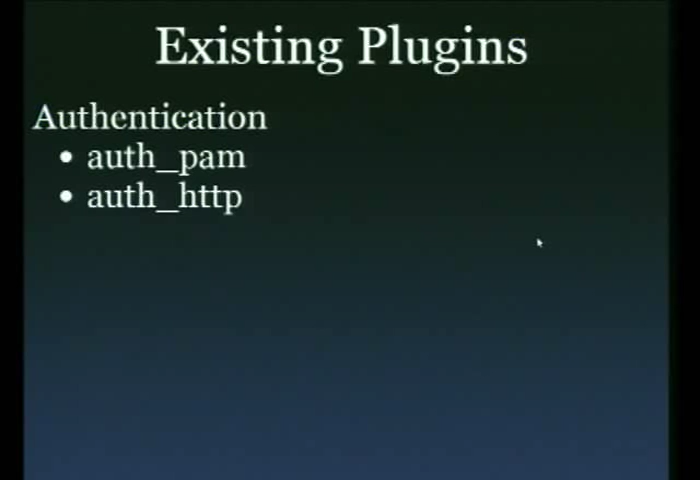 Existing Plugins
Authentication
• auth_pam
• auth_http